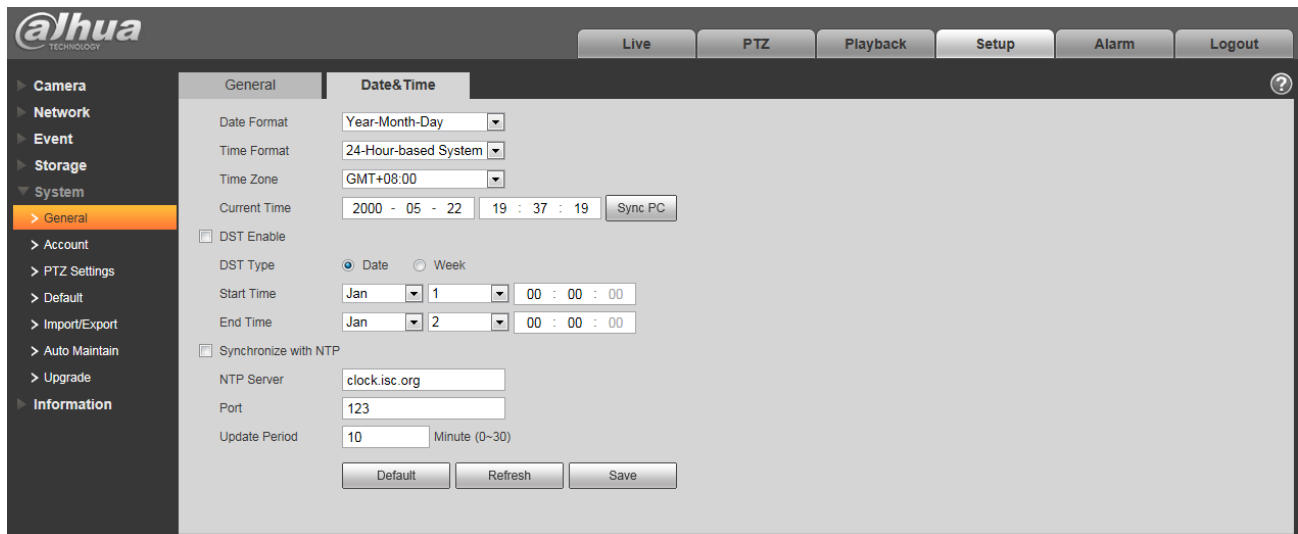 alhua
TECHNOLOGY
Live PTZ Playback Setup Alarm Logout
Camera
Network
Event
Storage
System
> General
> Account
> PTZ Settings
> Default
> Import/Export
> Auto Maintain
> Upgrade
Information
General Date&Time ?
Date Format Year-Month-Day
Time Format 24-Hour-based System
Time Zone GMT+08:00
Current Time 2000 - 05 - 22 19 : 37 : 19 Sync PC
DST Enable
DST Type Date Week
Start Time Jan 1 00 : 00 : 00
End Time Jan 2 00 : 00 : 00
Synchronize with NTP
NTP Server clock.isc.org
Port 123
Update Period 10 Minute (0~30)
Default Refresh Save